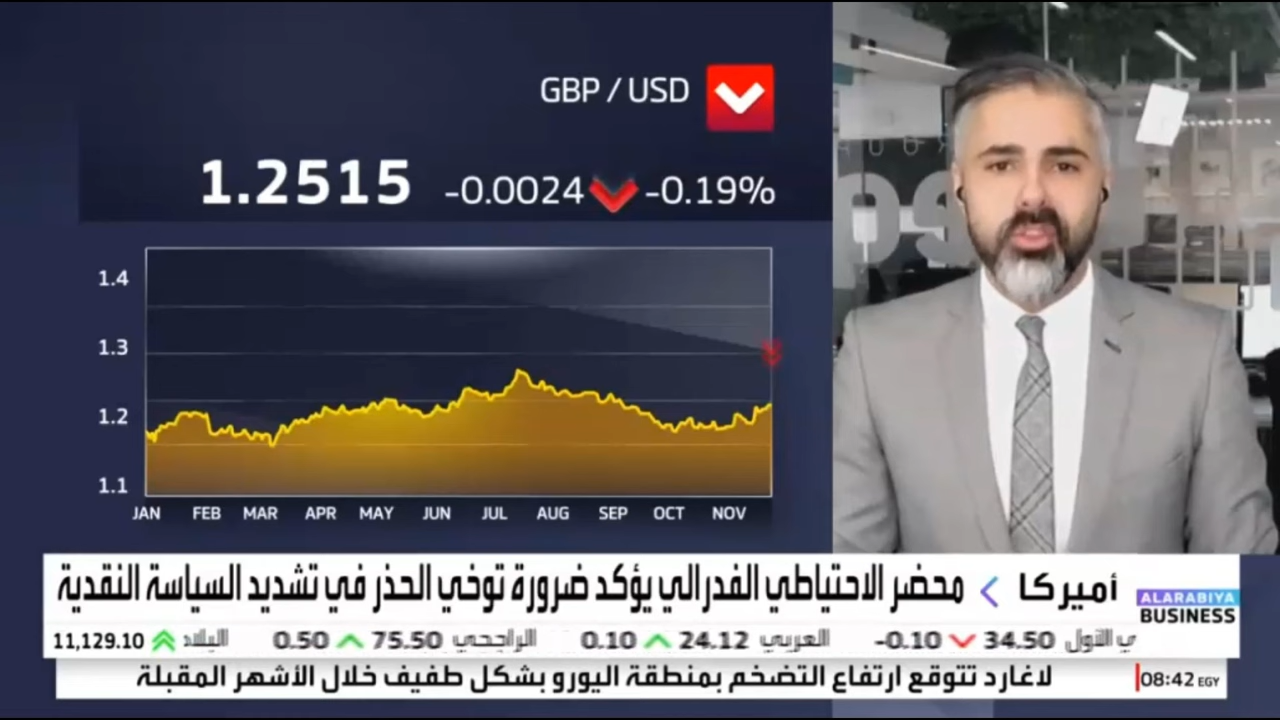 GBP / USD
1.2515 -0.0024 -0.19%
1.4
1.3
1.2
1.1
JAN FEB MAR APR MAY JUN JUL AUG SEP OCT NOV
أميركا > محضر الاحتياطي الفدرالي يؤكد ضرورة توخي الحذر في تشديد السياسة النقدية
ALARABIYA
BUSINESS
ي الأول 34.50 -0.10 العربي 24.12 0.10 الراجحي 75.50 0.50 البلاد 11,129.10
لاغارد تتوقع ارتفاع التضخم بمنطقة اليورو بشكل طفيف خلال الأشهر المقبلة
08:42 EGY